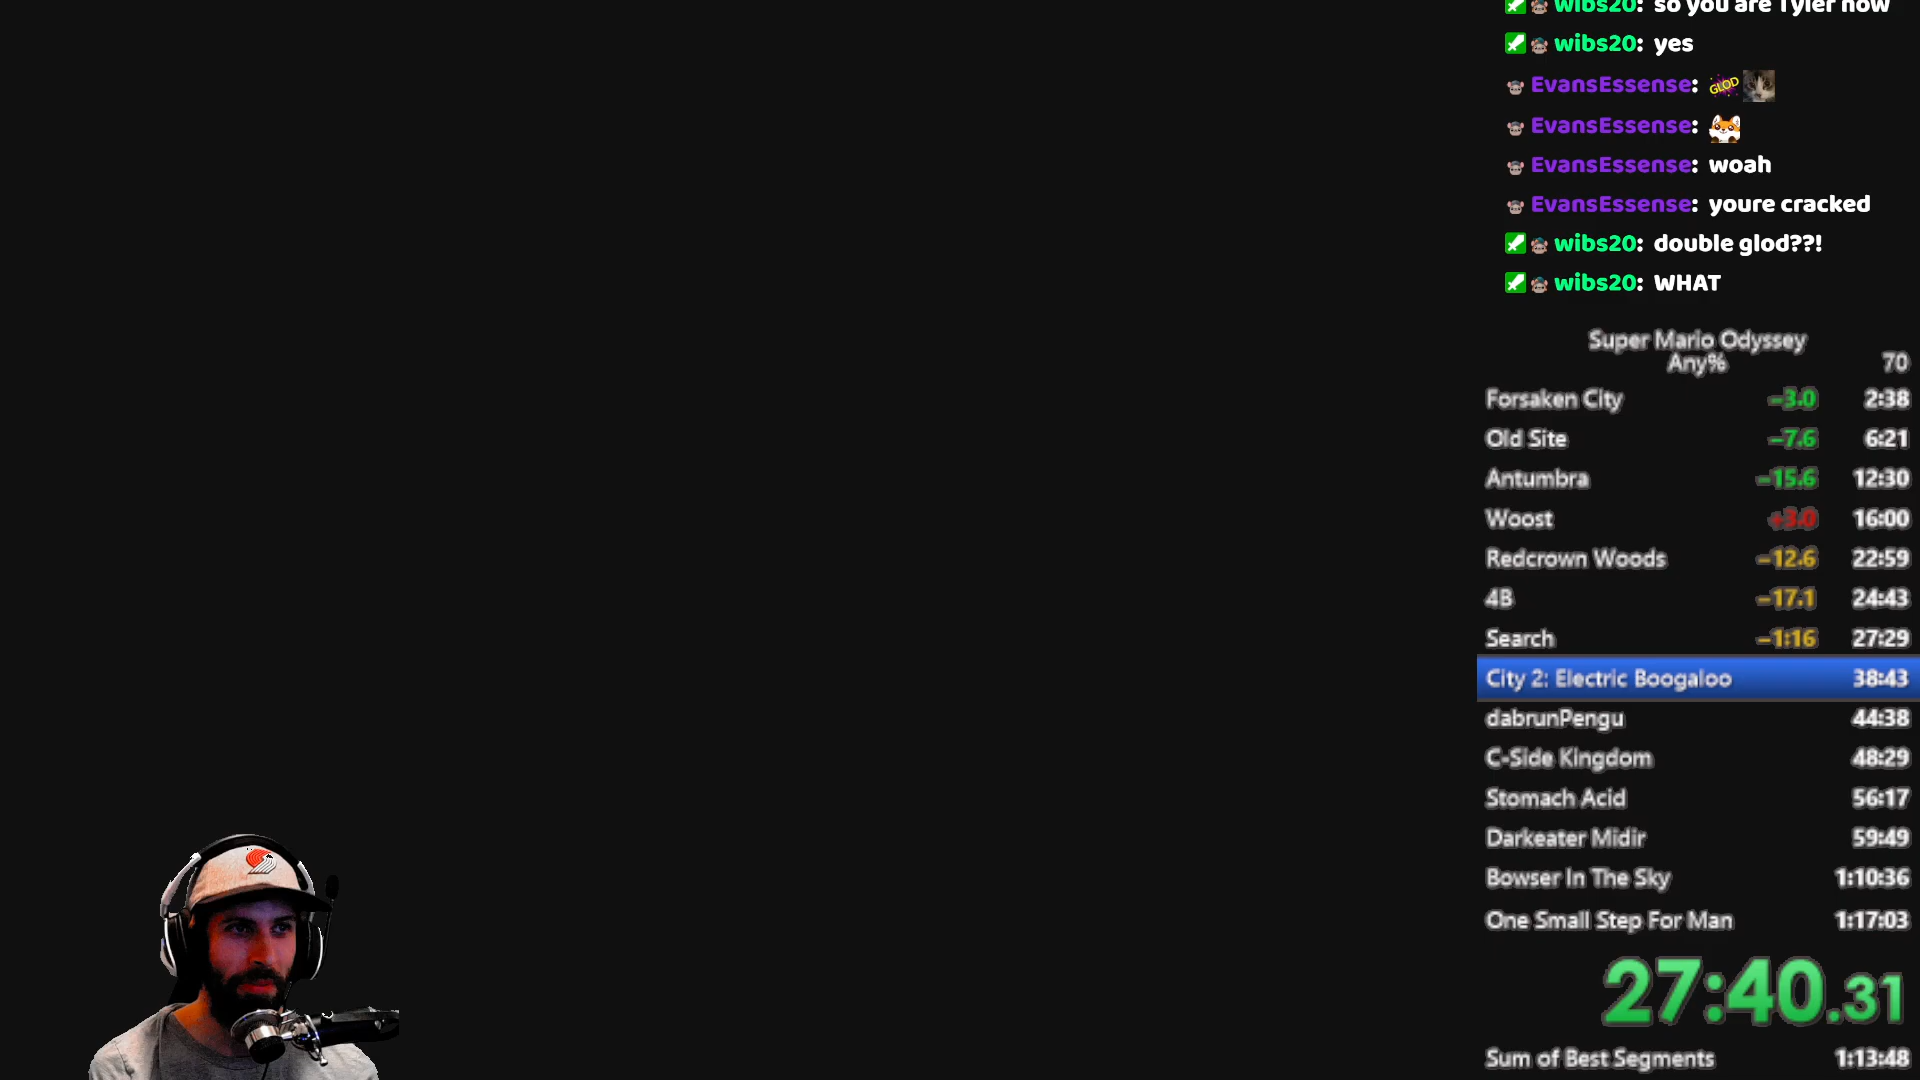 wibs20: so you are Tyler now
wibs20: yes
EvansEssense: GLOD
EvansEssense:
EvansEssense: woah
EvansEssense: youre cracked
wibs20: double glod??!
wibs20: WHAT
Super Mario Odyssey
Any% 70
Forsaken City −3.0 2:38
Old Site −7.6 6:21
Antumbra −15.6 12:30
Woost +3.0 16:00
Redcrown Woods −12.6 22:59
4B −17.1 24:43
Search −1:16 27:29
City 2: Electric Boogaloo 38:43
dabrunPengu 44:38
C-Side Kingdom 48:29
Stomach Acid 56:17
Darkeater Midir 59:49
Bowser In The Sky 1:10:36
One Small Step For Man 1:17:03
27:40.31
Sum of Best Segments 1:13:48